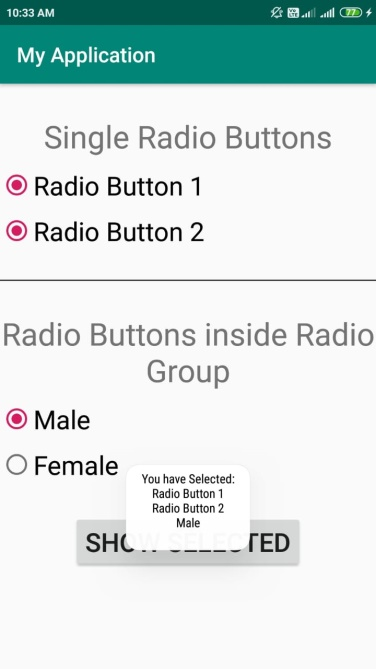 10:33 AM
77
My Application
Single Radio Buttons
Radio Button 1
Radio Button 2
Radio Buttons inside Radio
Group
Male
Female
You have Selected:
Radio Button 1
Radio Button 2
Male
SHOW SELECTED